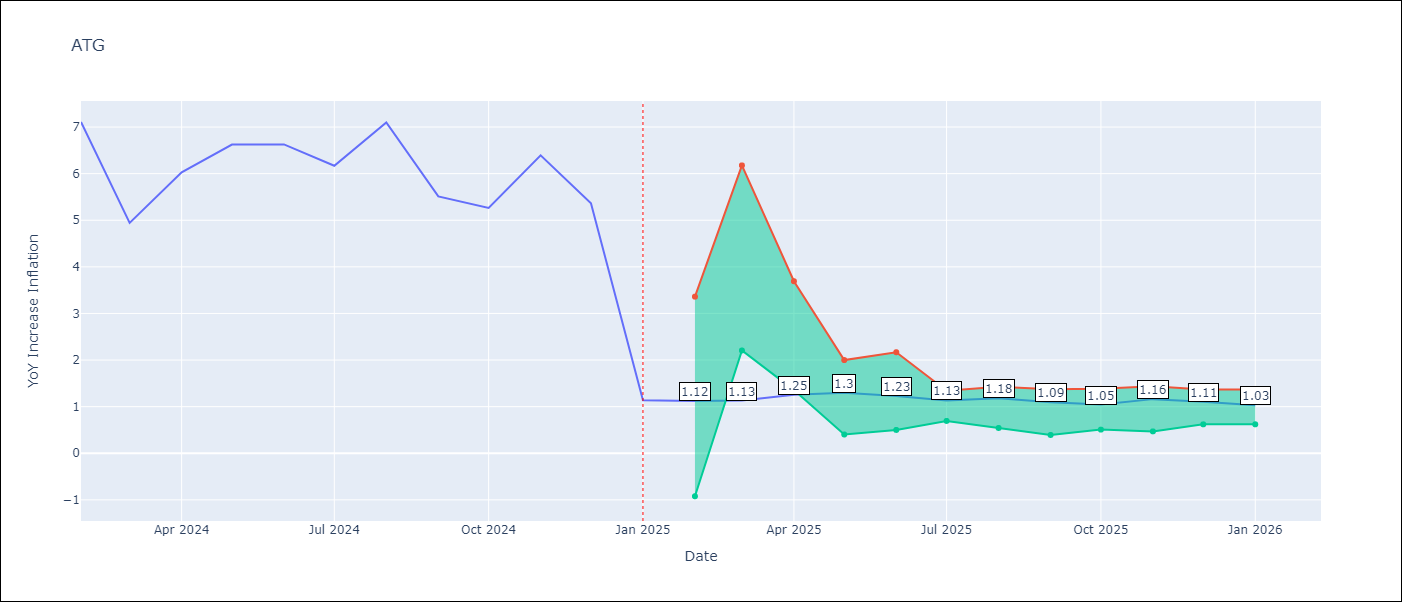 ATG
YoY Increase Inflation
7
6
5
4
3
2
1
0
−1
1.12
1.13
1.25
1.3
1.23
1.13
1.18
1.09
1.05
1.16
1.11
1.03
Apr 2024
Jul 2024
Oct 2024
Jan 2025
Apr 2025
Jul 2025
Oct 2025
Jan 2026
Date